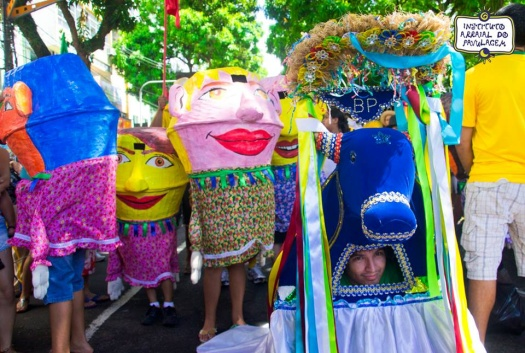 INSTITUTO
ARRAIAL DO
PAVULAGEM
BP